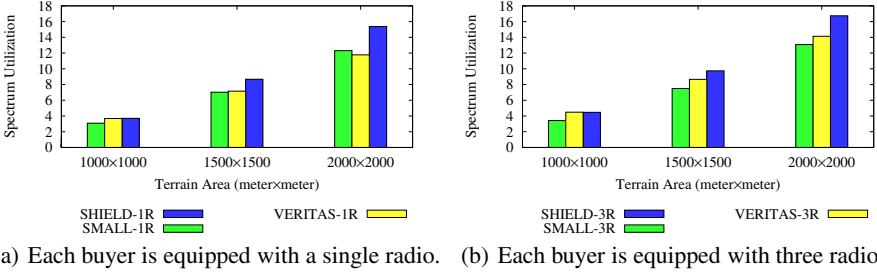 18
16
14
12
10
8
6
4
2
0
Spectrum Utilization
1000×1000 1500×1500 2000×2000
Terrain Area (meter×meter)
SHIELD-1R VERITAS-1R
SMALL-1R
a) Each buyer is equipped with a single radio.
18
16
14
12
10
8
6
4
2
0
Spectrum Utilization
1000×1000 1500×1500 2000×2000
Terrain Area (meter×meter)
SHIELD-3R VERITAS-3R
SMALL-3R
(b) Each buyer is equipped with three radio